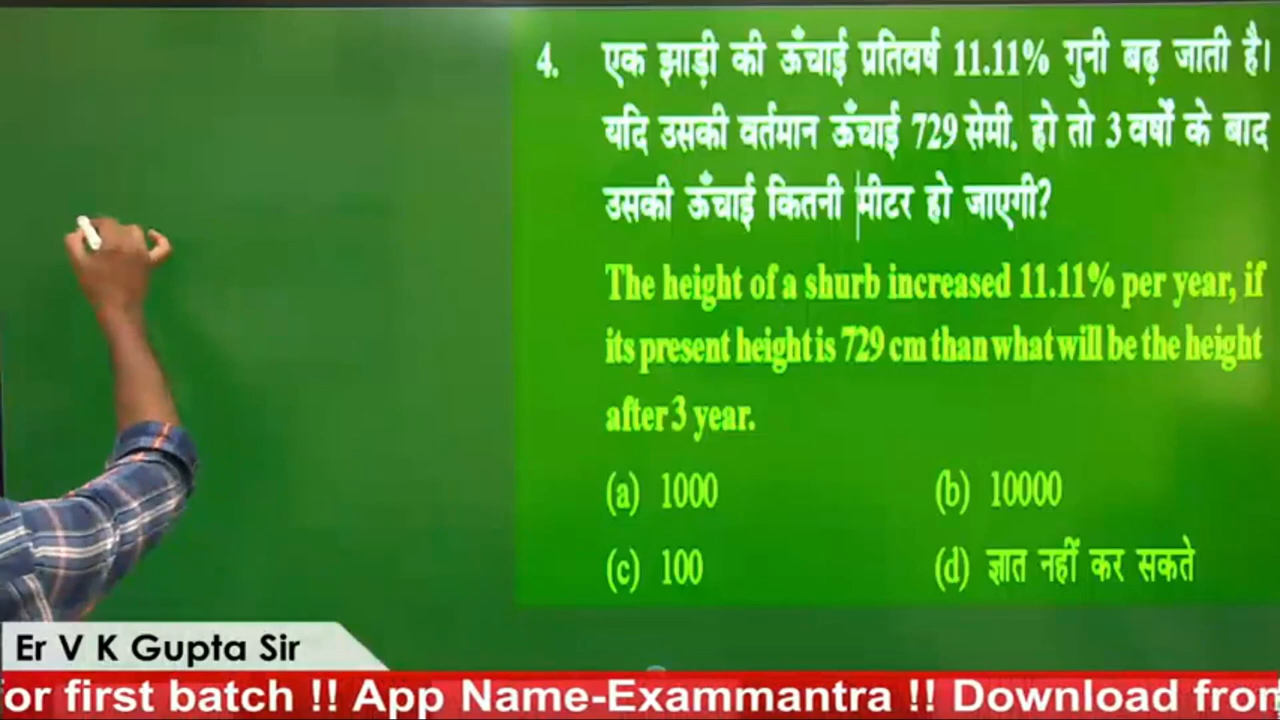 4. एक झाड़ी की ऊँचाई प्रतिवर्ष 11.11% गुनी बढ़ जाती है।
यदि उसकी वर्तमान ऊँचाई 729 सेमी. हो तो 3 वर्षों के बाद
उसकी ऊँचाई कितनी मीटर हो जाएगी?
The height of a shurb increased 11.11% per year, if
its present height is 729 cm than what will be the height
after 3 year.
(a) 1000 (b) 10000
(c) 100 (d) ज्ञात नहीं कर सकते
Er V K Gupta Sir
or first batch !! App Name-Exammantra !! Download from